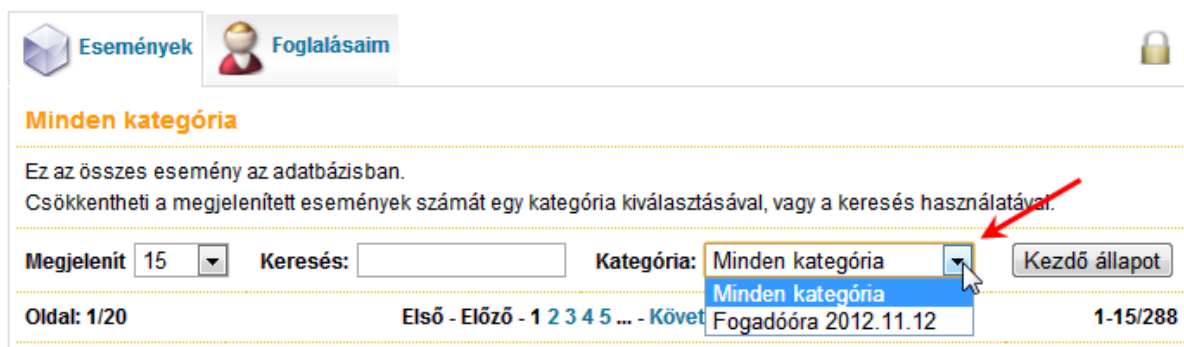 Események Foglalásaim
Minden kategória
Ez az összes esemény az adatbázisban.
Csökkentheti a megjelenített események számát egy kategória kiválasztásával, vagy a keresés használatával.
Megjelenít 15 Keresés: Kategória: Minden kategória Kezdő állapot
Minden kategória
Oldal: 1/20 Első - Előző - 1 2 3 4 5 ... - Követ Fogadóóra 2012.11.12 1-15/288